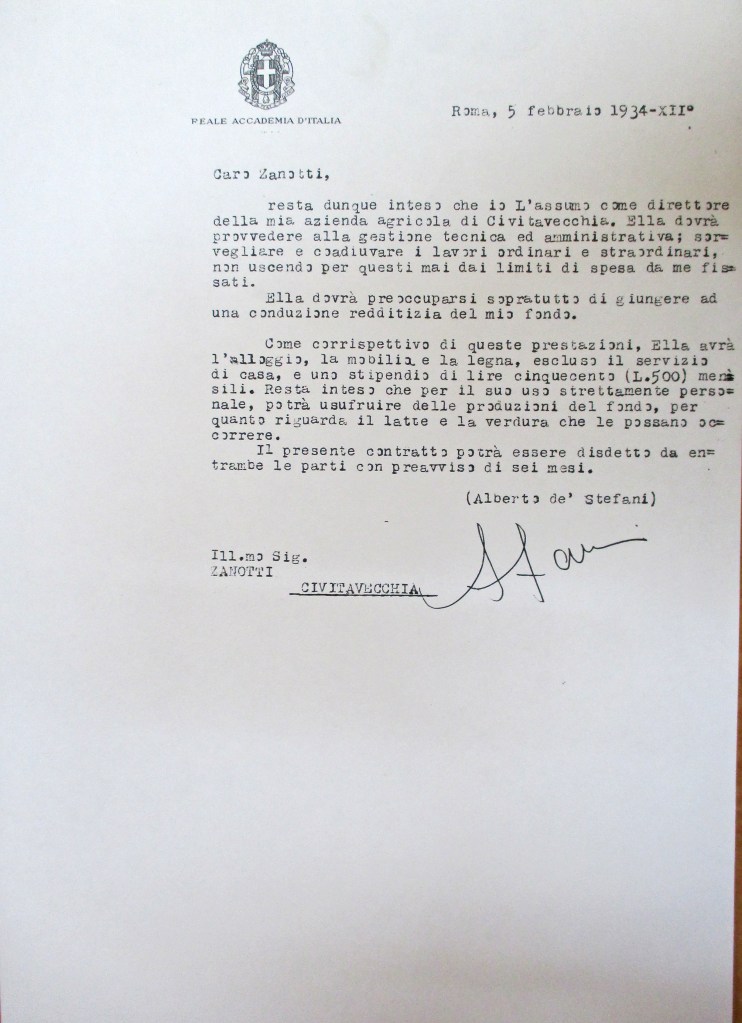 REALE ACCADEMIA D'ITALIA
Roma, 5 febbraio 1934-XII°
Caro Zanotti,
resta dunque inteso che io L'assumo come direttore
della mia azienda agricola di Civitavecchia. Ella dovrà
provvedere alla gestione tecnica ed amministrativa; sor=
vegliare e coadiuvare i lavori ordinari e straordinari,
non uscendo per questi mai dai limiti di spesa da me fis=
sati.
Ella dovrà preoccuparsi sopratutto di giungere ad
una conduzione redditizia del mio fondo.
Come corrispettivo di queste prestazioni, Ella avrà
l'alloggio, la mobilia e la legna, escluso il servizio
di casa, e uno stipendio di lire cinquecento (L.500) men=
sili. Resta inteso che per il suo uso strettamente perso=
nale, potrà usufruire delle produzioni del fondo, per
quanto riguarda il latte e la verdura che le possano oc=
correre.
Il presente contratto potrà essere disdetto da en=
trambe le parti con preavviso di sei mesi.
(Alberto de' Stefani)
Ill.mo Sig.
ZANOTTI
CIVITAVECCHIA